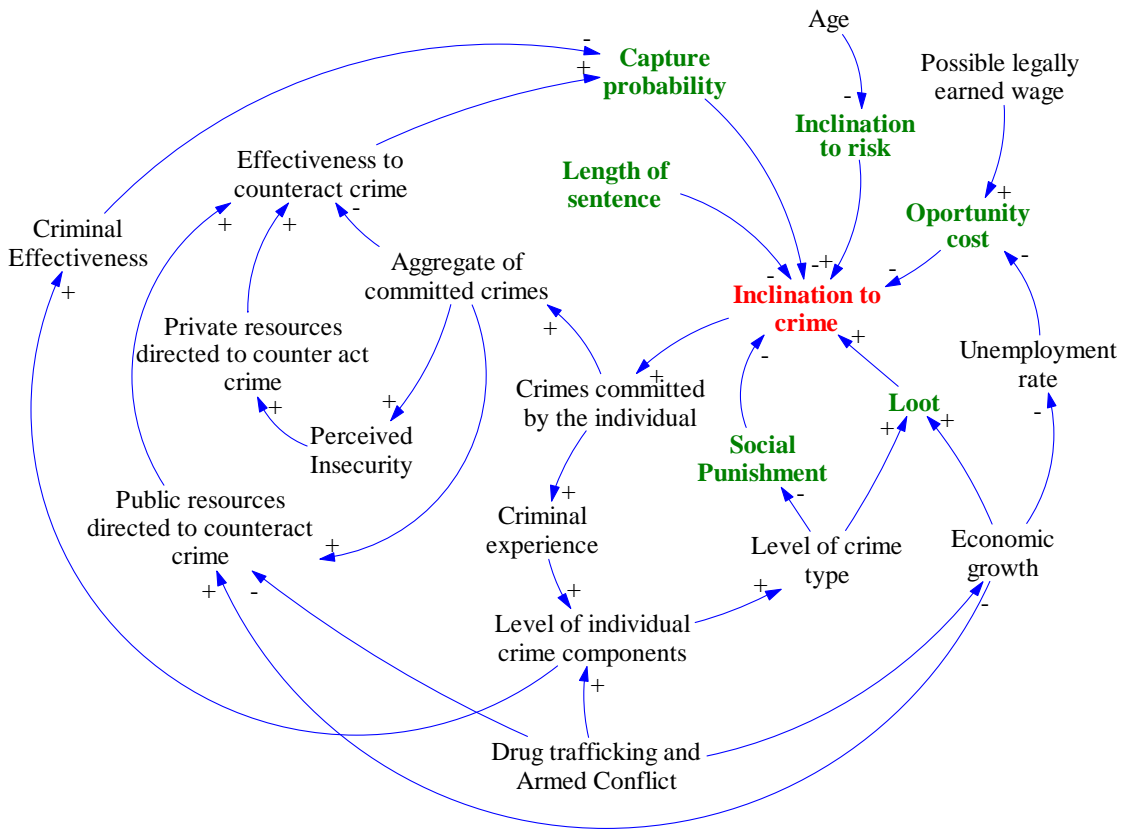 Age
-
+
Capture
probability
Possible legally
earned wage
-
Inclination
to risk
Effectiveness to
counteract crime
Length of
sentence
+
Oportunity
cost
+
+
-
Criminal
Effectiveness
+
Aggregate of
committed crimes
-
-
+
-
-
Inclination to
crime
Private resources
directed to counter act
crime
+
-
+
Unemployment
rate
+
Crimes committed
by the individual
Loot
+
+
Perceived
Insecurity
+
+
-
Social
Punishment
Public resources
directed to counteract
crime
+
+
-
Criminal
experience
Level of crime
type
Economic
growth
+
-
+
+
-
Level of individual
crime components
+
Drug trafficking and
Armed Conflict